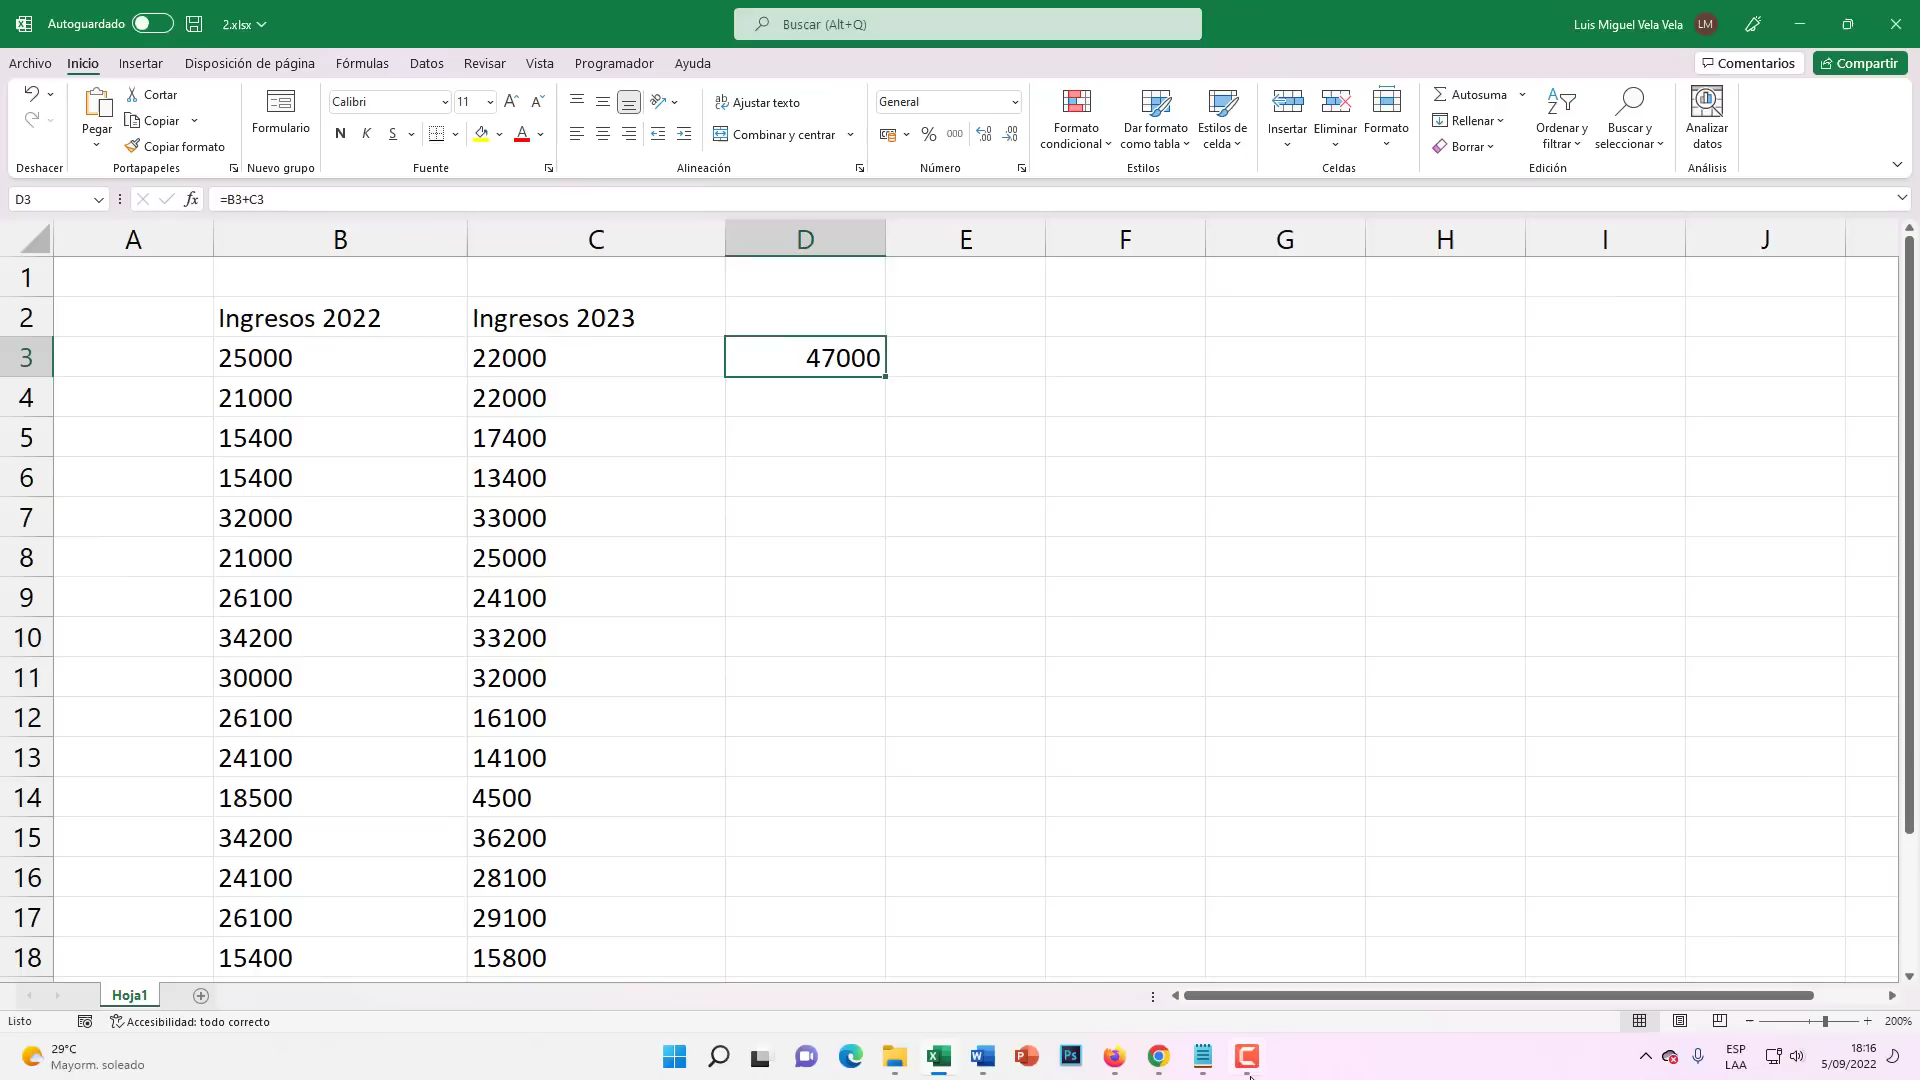 Autoguardado
2.xlsx
Buscar (Alt+Q)
Luis Miguel Vela Vela
LM
Archivo
Inicio
Insertar
Disposición de página
Fórmulas
Datos
Revisar
Vista
Programador
Ayuda
Comentarios
Compartir
Deshacer
Pegar
Cortar
Copiar
Copiar formato
Portapapeles
Formulario
Nuevo grupo
Calibri
11
N K S
Fuente
Ajustar texto
Combinar y centrar
Alineación
General
% 000
Número
Formato
condicional
Dar formato
como tabla
Estilos de
celda
Estilos
Insertar
Eliminar
Formato
Celdas
Autosuma
Rellenar
Borrar
Ordenar y
filtrar
Buscar y
seleccionar
Edición
Analizar
datos
Análisis
D3
fx
=B3+C3
A B C D E F G H I J
1
2 Ingresos 2022 Ingresos 2023
3 25000 22000 47000
4 21000 22000
5 15400 17400
6 15400 13400
7 32000 33000
8 21000 25000
9 26100 24100
10 34200 33200
11 30000 32000
12 26100 16100
13 24100 14100
14 18500 4500
15 34200 36200
16 24100 28100
17 26100 29100
18 15400 15800
Hoja1
Listo
Accesibilidad: todo correcto
200%
29°C
Mayorm. soleado
ESP
LAA
18:16
5/09/2022